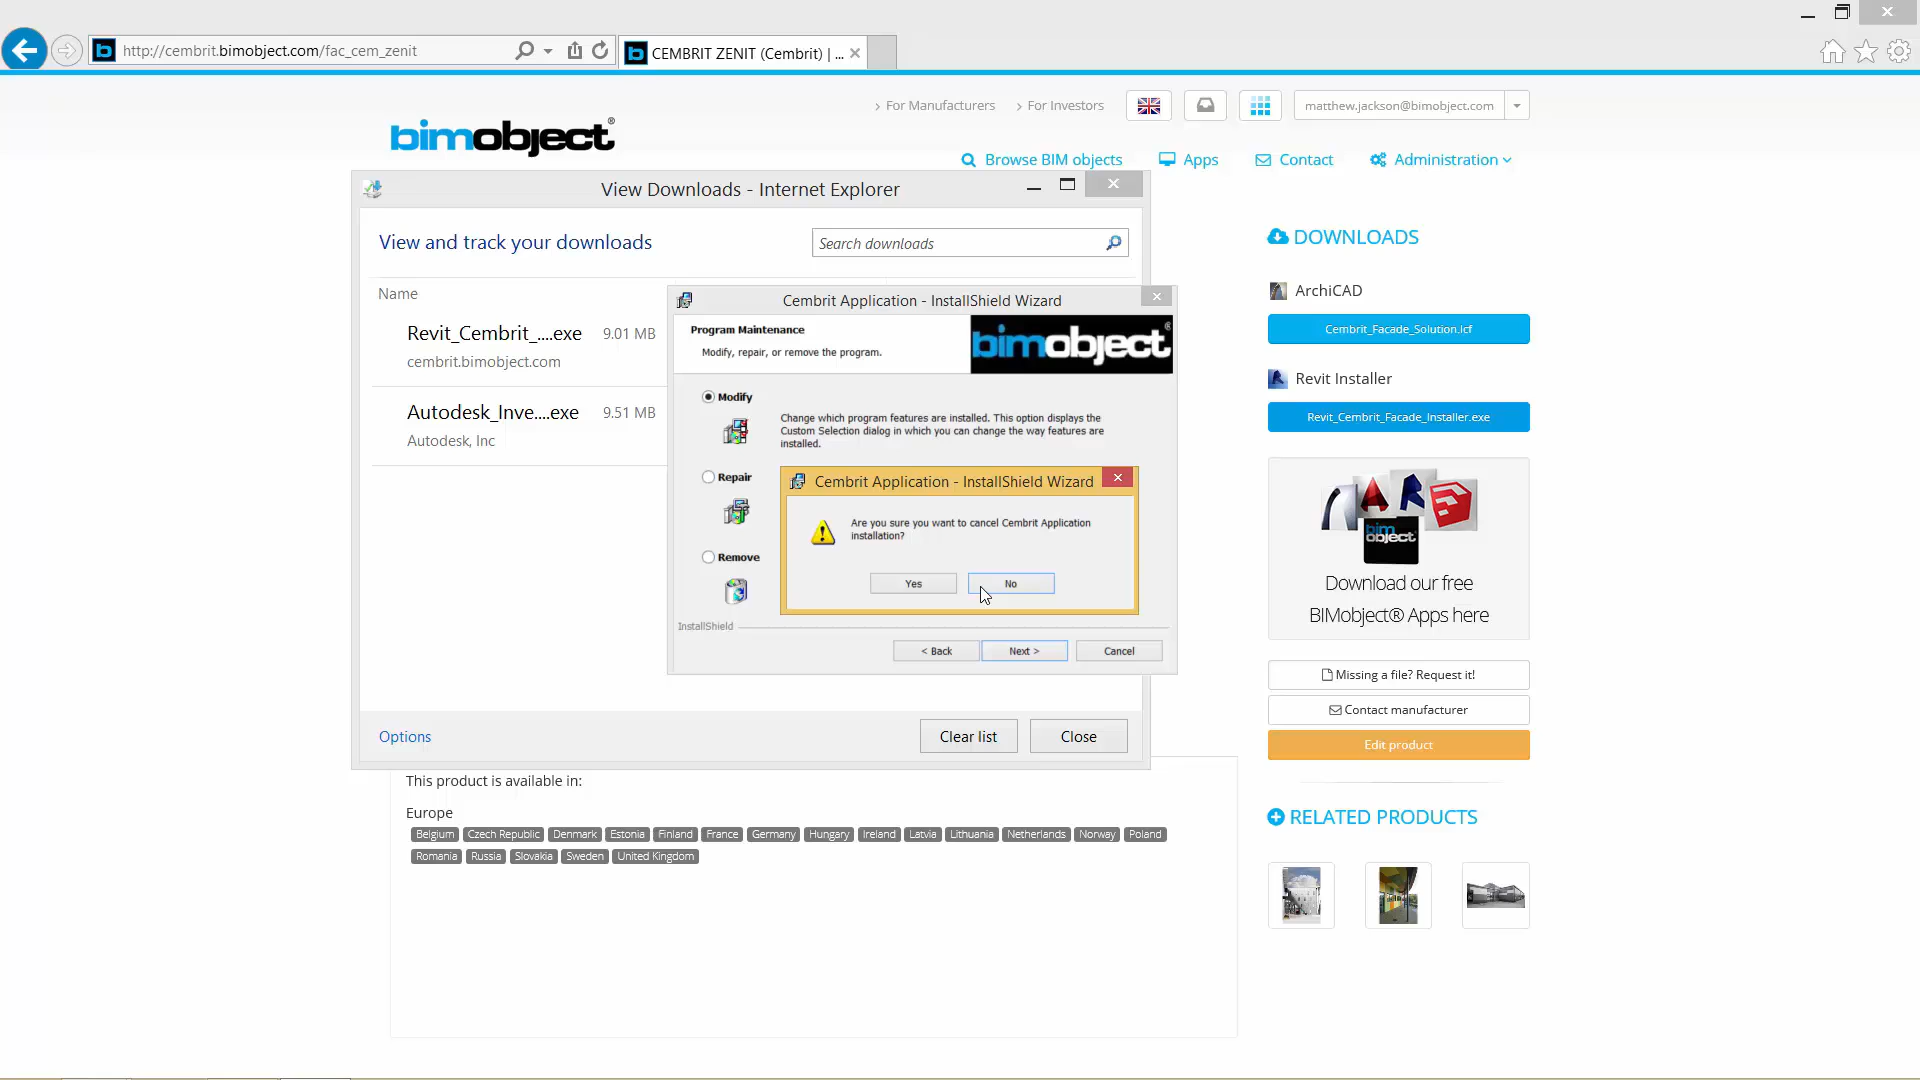 http://cembrit.bimobject.com/fac_cem_zenit
CEMBRIT ZENIT (Cembrit) | ...
For Manufacturers
For Investors
matthew.jackson@bimobject.com
bimobject®
Browse BIM objects
Apps
Contact
Administration
View Downloads - Internet Explorer
View and track your downloads
Search downloads
Name
Revit_Cembrit_....exe 9.01 MB
cembrit.bimobject.com
Autodesk_Inve....exe 9.51 MB
Autodesk, Inc
Options
Clear list
Close
Cembrit Application - InstallShield Wizard
Program Maintenance
Modify, repair, or remove the program.
bimobject®
Modify
Change which program features are installed. This option displays the
Custom Selection dialog in which you can change the way features are
installed.
Repair
Remove
Cembrit Application - InstallShield Wizard
Are you sure you want to cancel Cembrit Application
installation?
Yes
No
InstallShield
< Back
Next >
Cancel
DOWNLOADS
ArchiCAD
Cembrit_Facade_Solution.lcf
Revit Installer
Revit_Cembrit_Facade_Installer.exe
bim
object
Download our free
BIMobject® Apps here
Missing a file? Request it!
Contact manufacturer
Edit product
RELATED PRODUCTS
This product is available in:
Europe
Belgium Czech Republic Denmark Estonia Finland France Germany Hungary Ireland Latvia Lithuania Netherlands Norway Poland
Romania Russia Slovakia Sweden United Kingdom